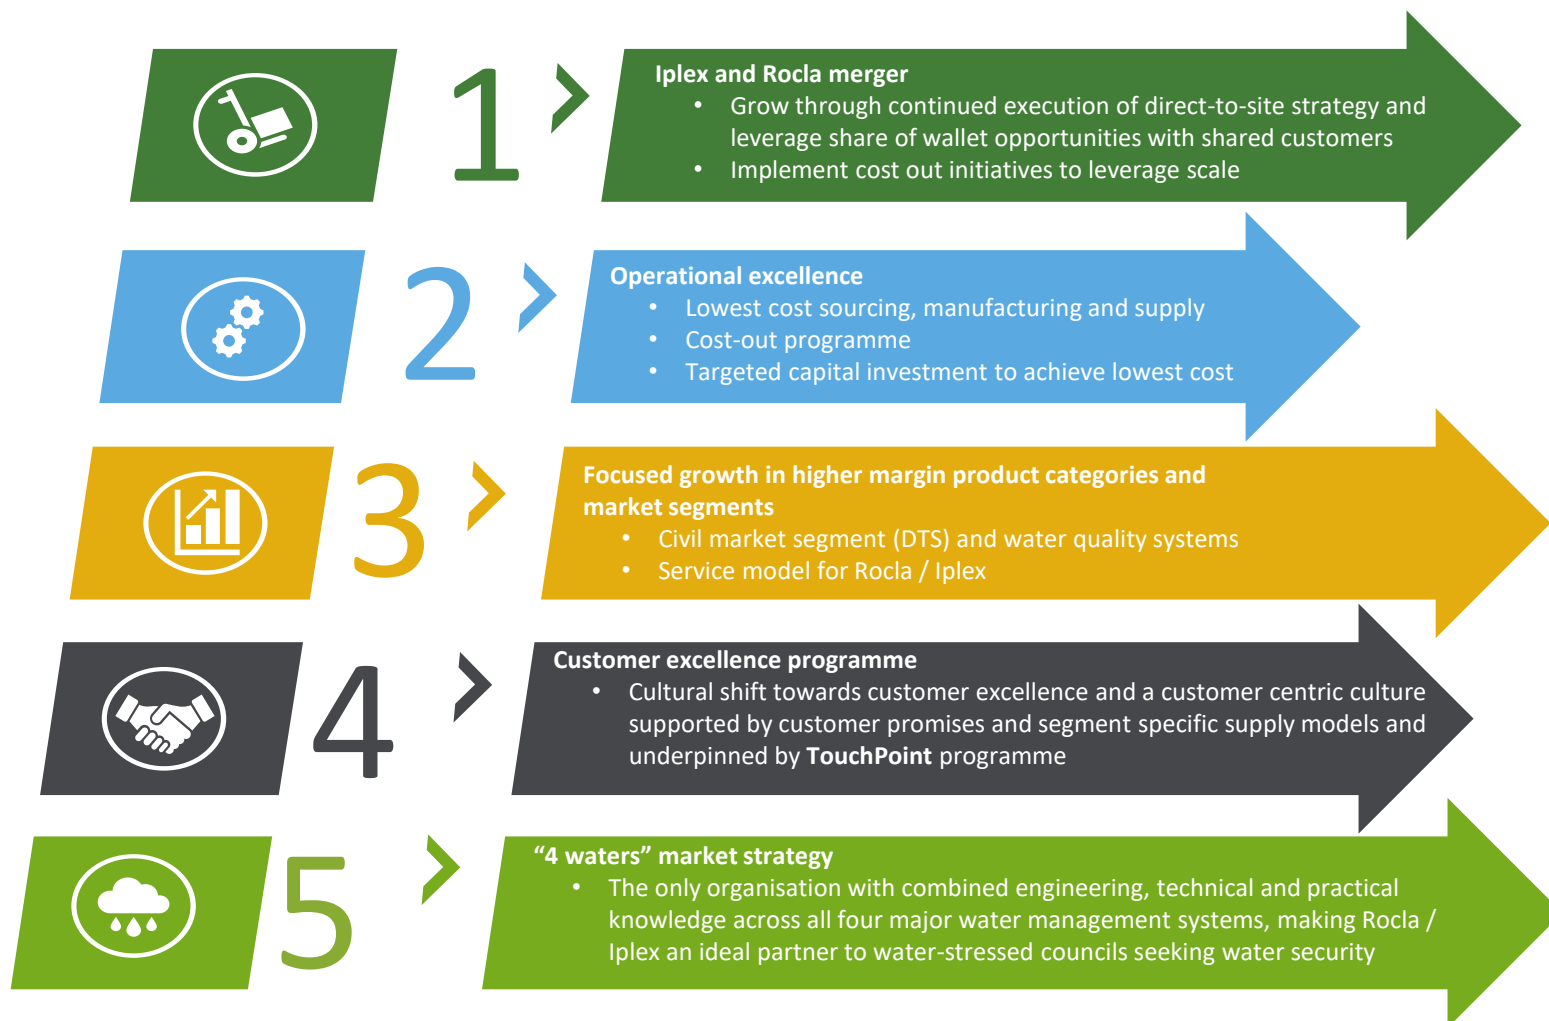 1
Iplex and Rocla merger
• Grow through continued execution of direct-to-site strategy and
leverage share of wallet opportunities with shared customers
• Implement cost out initiatives to leverage scale
2
Operational excellence
• Lowest cost sourcing, manufacturing and supply
• Cost-out programme
• Targeted capital investment to achieve lowest cost
3
Focused growth in higher margin product categories and
market segments
• Civil market segment (DTS) and water quality systems
• Service model for Rocla / Iplex
4
Customer excellence programme
• Cultural shift towards customer excellence and a customer centric culture
supported by customer promises and segment specific supply models and
underpinned by TouchPoint programme
5
“4 waters” market strategy
• The only organisation with combined engineering, technical and practical
knowledge across all four major water management systems, making Rocla /
Iplex an ideal partner to water-stressed councils seeking water security